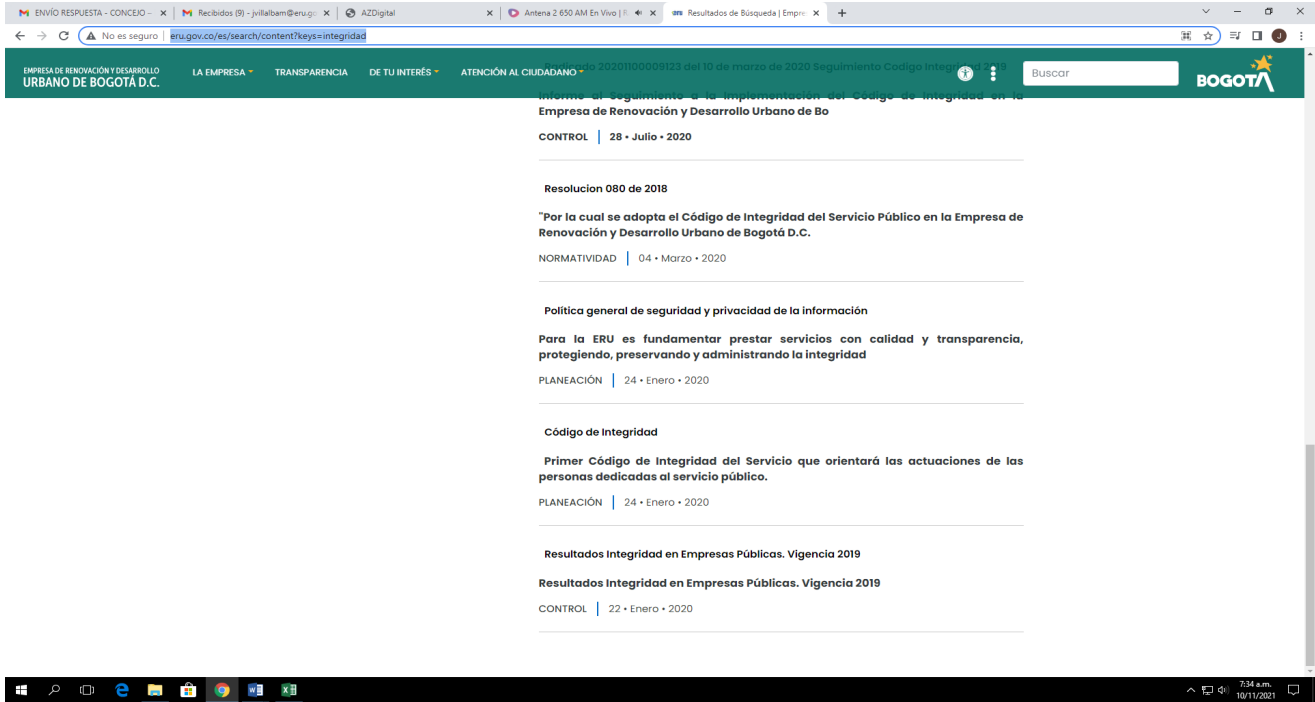 ENVÍO RESPUESTA - CONCEJO –
Recibidos (9) - jvillalbam@eru.go
AZDigital
Antena 2 650 AM En Vivo | R
Resultados de Búsqueda | Empre
No es seguro | eru.gov.co/es/search/content?keys=integridad
EMPRESA DE RENOVACIÓN Y DESARROLLO
URBANO DE BOGOTÁ D.C.
LA EMPRESA
TRANSPARENCIA
DE TU INTERÉS
ATENCIÓN AL CIUDADANO
Buscar
BOGOTÁ
Radicado 20201100009123 del 10 de marzo de 2020 Seguimiento Codigo Integridad 2019
Informe al Seguimiento a la Implementación del Código de Integridad en la
Empresa de Renovación y Desarrollo Urbano de Bo
CONTROL | 28 • Julio • 2020
Resolucion 080 de 2018
"Por la cual se adopta el Código de Integridad del Servicio Público en la Empresa de
Renovación y Desarrollo Urbano de Bogotá D.C.
NORMATIVIDAD | 04 • Marzo • 2020
Política general de seguridad y privacidad de la información
Para la ERU es fundamentar prestar servicios con calidad y transparencia,
protegiendo, preservando y administrando la integridad
PLANEACIÓN | 24 • Enero • 2020
Código de Integridad
Primer Código de Integridad del Servicio que orientará las actuaciones de las
personas dedicadas al servicio público.
PLANEACIÓN | 24 • Enero • 2020
Resultados Integridad en Empresas Públicas. Vigencia 2019
Resultados Integridad en Empresas Públicas. Vigencia 2019
CONTROL | 22 • Enero • 2020
7:34 a.m.
10/11/2021